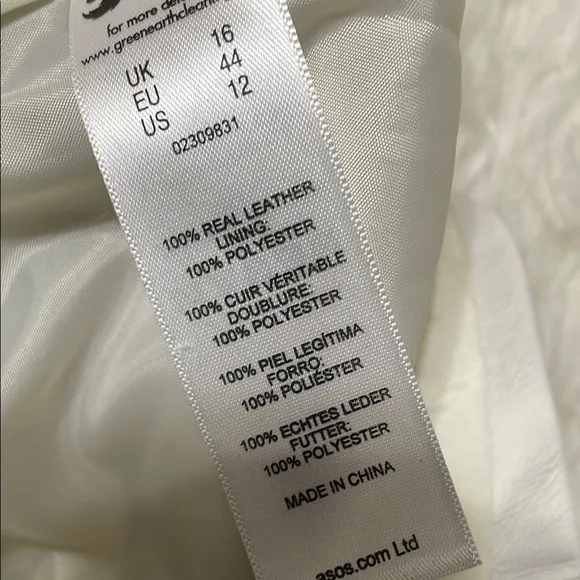 for more
www.greenearthcleani
UK 16
EU 44
US 12
02309831
100% REAL LEATHER
LINING:
100% POLYESTER
100% CUIR VÉRITABLE
DOUBLURE:
100% POLYESTER
100% PIEL LEGÍTIMA
FORRO:
100% POLIÉSTER
100% ECHTES LEDER
FUTTER:
100% POLYESTER
MADE IN CHINA
asos.com Ltd